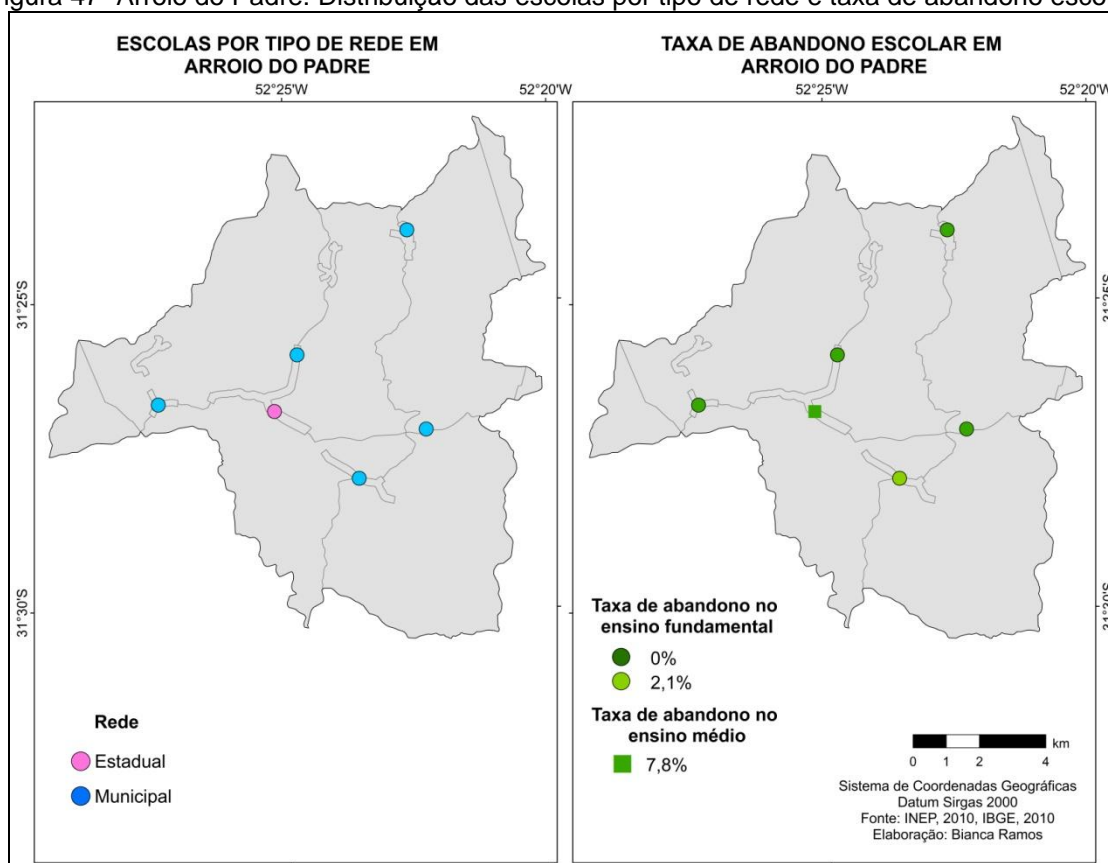 igura 47- Arroio do Padre: Distribuição das escolas por tipo de rede e taxa de abandono esco
ESCOLAS POR TIPO DE REDE EM
ARROIO DO PADRE
52°25'W
52°20'W
31°25'S
31°30'S
Rede
Estadual
Municipal
TAXA DE ABANDONO ESCOLAR EM
ARROIO DO PADRE
52°25'W
52°20'W
31°25'S
31°30'S
Taxa de abandono no
ensino fundamental
0%
2,1%
Taxa de abandono no
ensino médio
7,8%
km
0 1 2 4
Sistema de Coordenadas Geográficas
Datum Sirgas 2000
Fonte: INEP, 2010, IBGE, 2010
Elaboração: Bianca Ramos